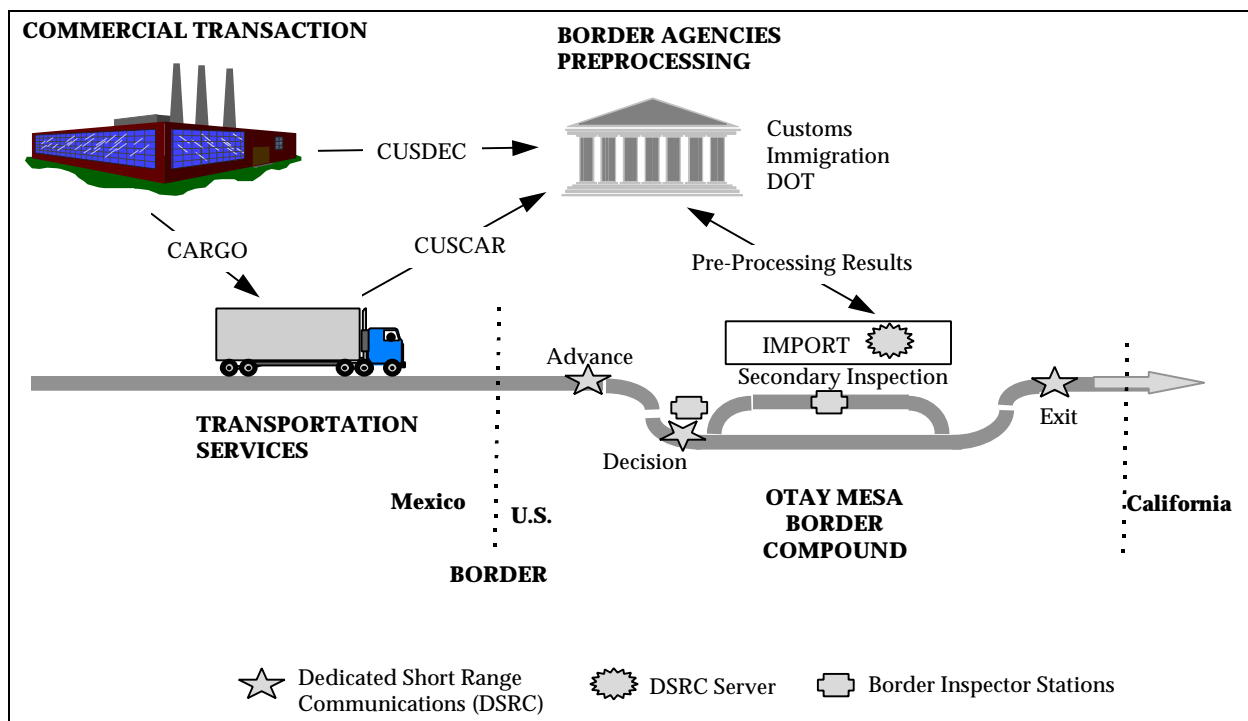 COMMERCIAL TRANSACTION
BORDER AGENCIES
PREPROCESSING
Customs
Immigration
DOT
CUSDEC
CARGO
CUSCAR
Pre-Processing Results
IMPORT
Advance
Secondary Inspection
TRANSPORTATION
SERVICES
Decision
Exit
Mexico
U.S.
OTAY MESA
BORDER
COMPOUND
California
BORDER
Dedicated Short Range
Communications (DSRC)
DSRC Server
Border Inspector Stations